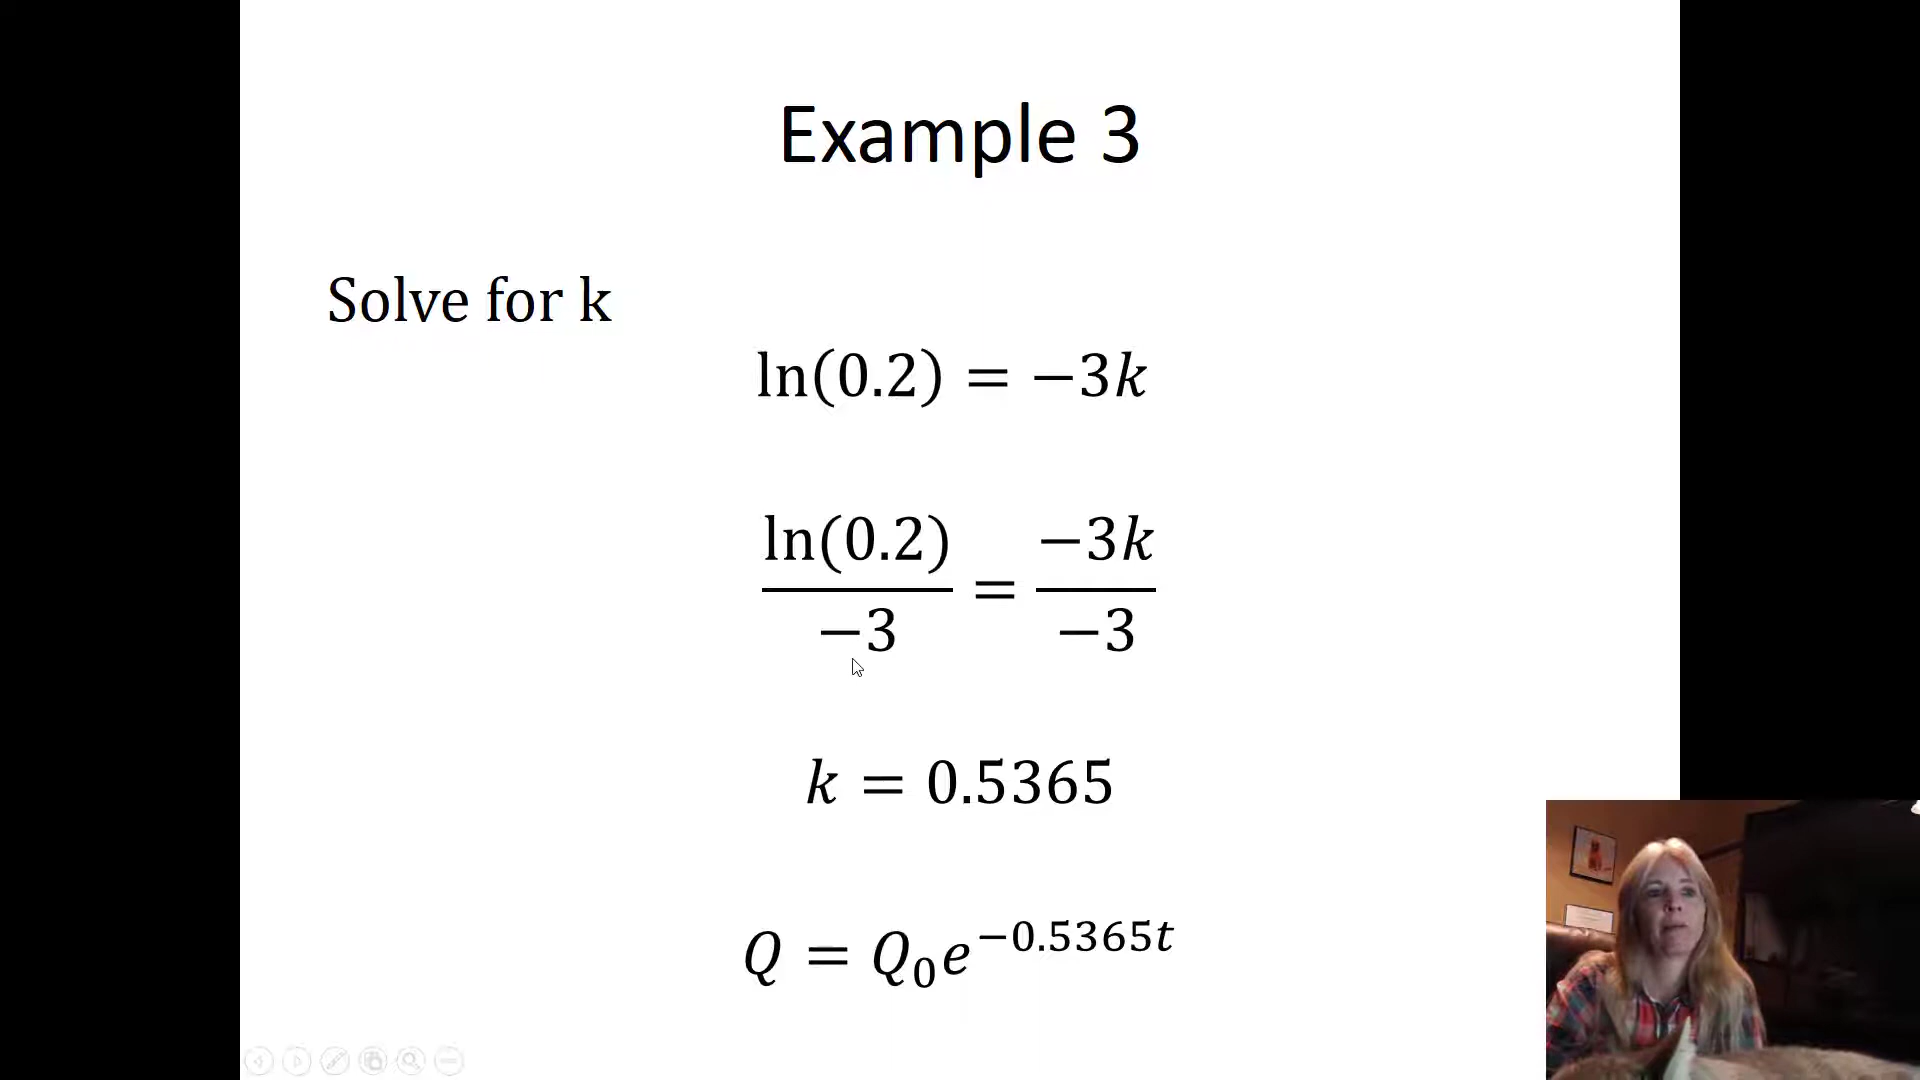 Example 3
Solve for k
ln(0.2) = −3k
ln(0.2)/−3 = −3k/−3
k = 0.5365
Q = Q₀e^{−0.5365t}